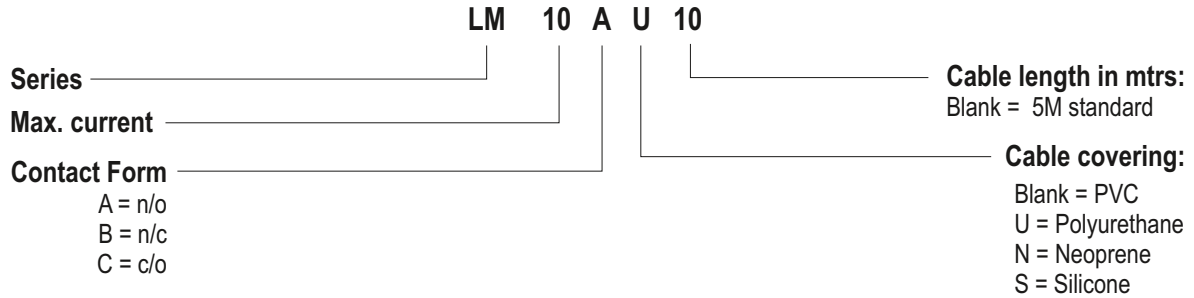 LM 10 A U 10
Series
Max. current
Contact Form
A = n/o
B = n/c
C = c/o
Cable length in mtrs:
Blank = 5M standard
Cable covering:
Blank = PVC
U = Polyurethane
N = Neoprene
S = Silicone